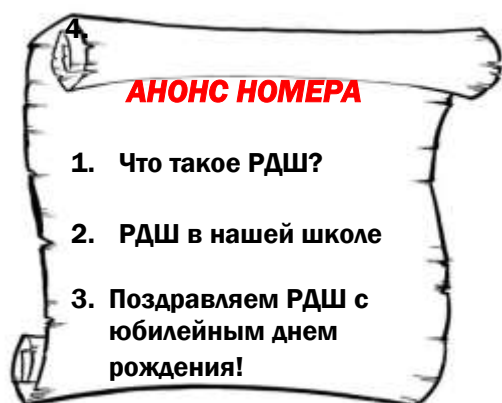 4.
АНОНС НОМЕРА
1. Что такое РДШ?
2. РДШ в нашей школе
3. Поздравляем РДШ с
юбилейным днем
рождения!